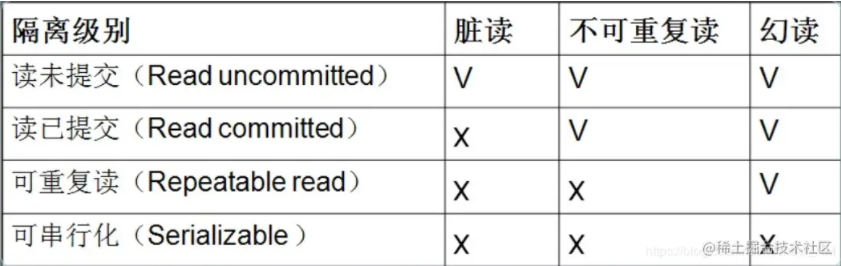 隔离级别 脏读 不可重复读 幻读
读未提交（Read uncommitted） V V V
读已提交（Read committed） X V V
可重复读（Repeatable read） X X V
可串行化（Serializable ） X X X
@稀土掘金技术社区